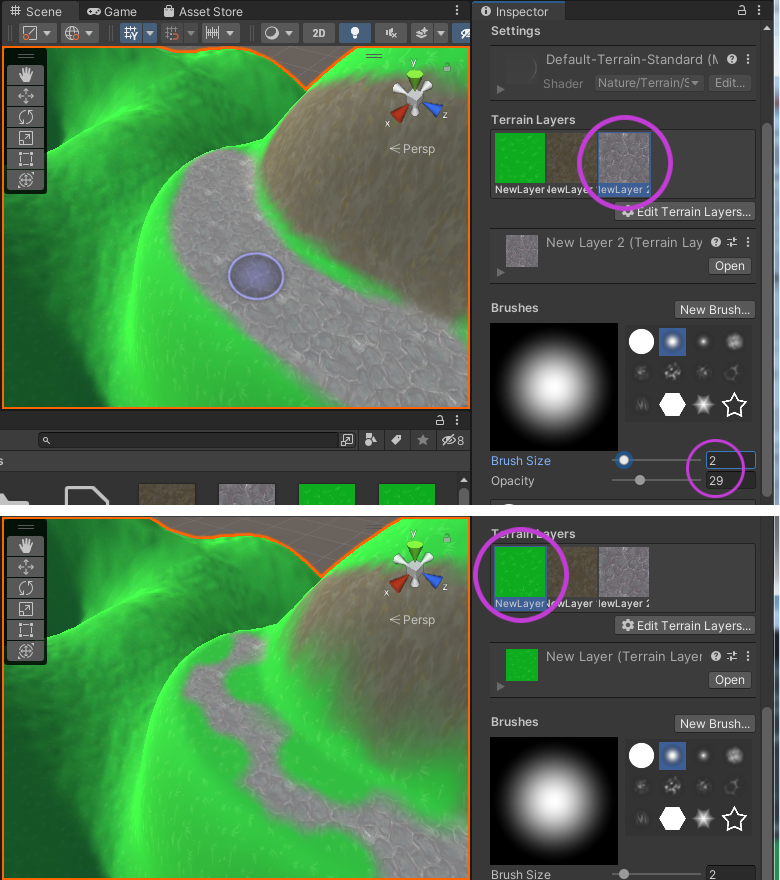 Scene Game Asset Store
Inspector
Settings
2D
Default-Terrain-Standard (M
Shader Nature/Terrain/S Edit...
Terrain Layers
NewLayer NewLayer NewLayer 2
Edit Terrain Layers...
New Layer 2 (Terrain Lay
Open
Brushes
New Brush...
Brush Size 2
Opacity 29
y
x
z
Persp
8
s
Terrain Layers
NewLayer NewLayer NewLayer 2
Edit Terrain Layers...
New Layer (Terrain Layer
Open
Brushes
New Brush...
Brush Size 2
y
x
z
Persp